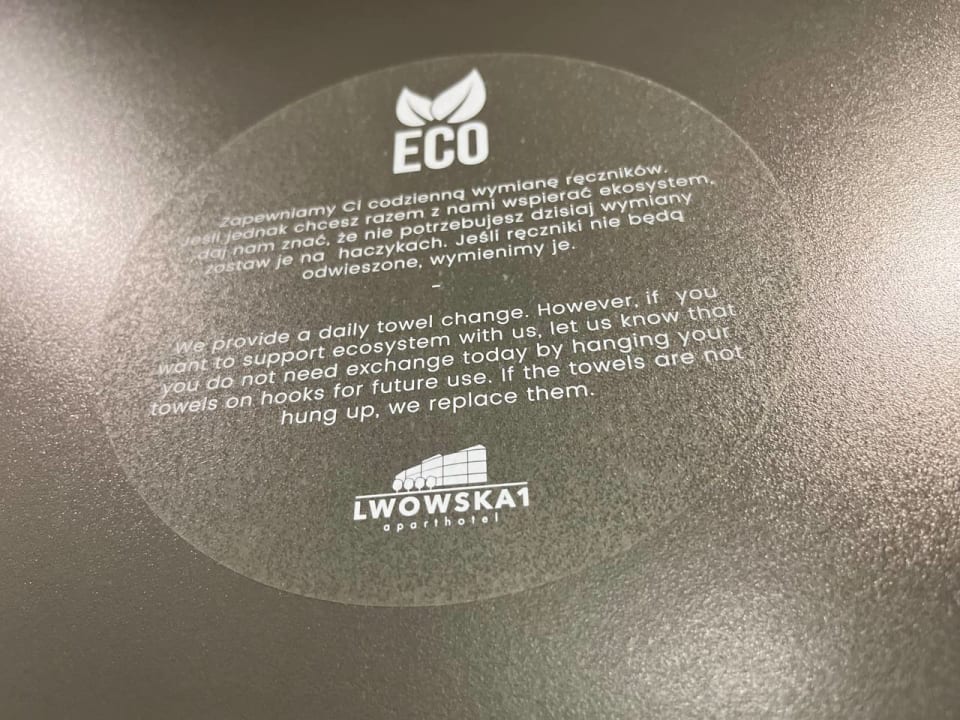 ECO
Zapewniamy Ci codzienną wymianę ręczników.
Jeśli jednak chcesz razem z nami wspierać ekosystem,
daj nam znać, że nie potrzebujesz dzisiaj wymiany
zostaw je na haczykach. Jeśli ręczniki nie będą
odwieszone, wymienimy je.
-
We provide a daily towel change. However, if you
want to support ecosystem with us, let us know that
you do not need exchange today by hanging your
towels on hooks for future use. If the towels are not
hung up, we replace them.
LWOWSKA1
aparthotel